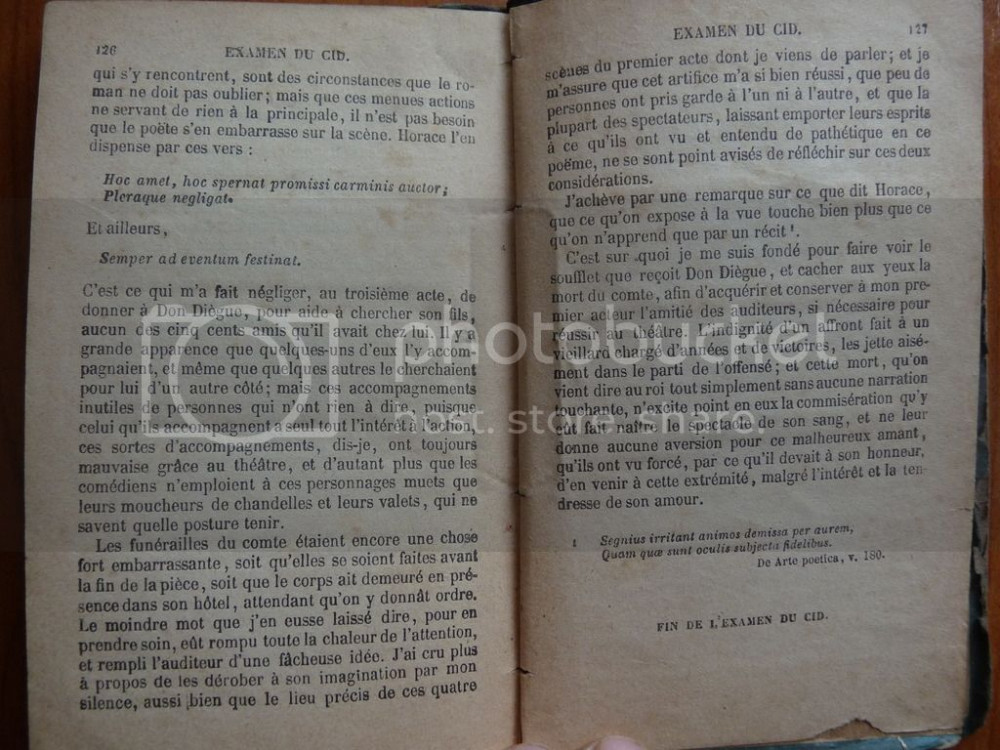 126
EXAMEN DU CID.
qui s'y rencontrent, sont des circonstances que le ro-
man ne doit pas oublier; mais que ces menues actions
ne servant de rien à la principale, il n'est pas besoin
que le poëte s'en embarrasse sur la scène. Horace l'en
dispense par ces vers :
Hoc amet, hoc spernat promissi carminis auctor;
Pleraque negligat.
Et ailleurs,
Semper ad eventum festinat.
C'est ce qui m'a fait négliger, au troisième acte, de
donner à Don Diègue, pour aide à chercher son fils,
aucun des cinq cents amis qu'il avait chez lui. Il y a
grande apparence que quelques-uns d'eux l'y accom-
pagnaient, et même que quelques autres le cherchaient
pour lui d'un autre côté; mais ces accompagnements
inutiles de personnes qui n'ont rien à dire, puisque
celui qu'ils accompagnent a seul tout l'intérêt à l'action,
ces sortes d'accompagnements, dis-je, ont toujours
mauvaise grâce au théâtre, et d'autant plus que les
comédiens n'emploient à ces personnages muets que
leurs moucheurs de chandelles et leurs valets, qui ne
savent quelle posture tenir.
Les funérailles du comte étaient encore une chose
fort embarrassante, soit qu'elles se soient faites avant
la fin de la pièce, soit que le corps ait demeuré en pré-
sence dans son hôtel, attendant qu'on y donnât ordre.
Le moindre mot que j'en eusse laissé dire, pour en
prendre soin, eût rompu toute la chaleur de l'attention,
et rempli l'auditeur d'une fâcheuse idée. J'ai cru plus
à propos de les dérober à son imagination par mon
silence, aussi bien que le lieu précis de ces quatre
EXAMEN DU CID.
127
scènes du premier acte dont je viens de parler; et je
m'assure que cet artifice m'a si bien réussi, que peu de
personnes ont pris garde à l'un ni à l'autre, et que la
plupart des spectateurs, laissant emporter leurs esprits
à ce qu'ils ont vu et entendu de pathétique en ce
poëme, ne se sont point avisés de réfléchir sur ces deux
considérations.
J'achève par une remarque sur ce que dit Horace,
que ce qu'on expose à la vue touche bien plus que ce
qu'on n'apprend que par un récit¹.
C'est sur quoi je me suis fondé pour faire voir le
soufflet que reçoit Don Diègue, et cacher aux yeux la
mort du comte, afin d'acquérir et conserver à mon pre-
mier acteur l'amitié des auditeurs, si nécessaire pour
réussir au théâtre. L'indignité d'un affront fait à un
vieillard chargé d'années et de victoires, les jette aisé-
ment dans le parti de l'offensé; et cette mort, qu'on
vient dire au roi tout simplement sans aucune narration
touchante, n'excite point en eux la commisération qu'y
eût fait naître le spectacle de son sang, et ne leur
donne aucune aversion pour ce malheureux amant,
qu'ils ont vu forcé, par ce qu'il devait à son honneur,
d'en venir à cette extrémité, malgré l'intérêt et la ten-
dresse de son amour.
1 Segnius irritant animos demissa per aurem,
Quam quæ sunt oculis subjecta fidelibus.
De Arte poetica, v. 180.
FIN DE L'EXAMEN DU CID.
photobucket
host. store. share.